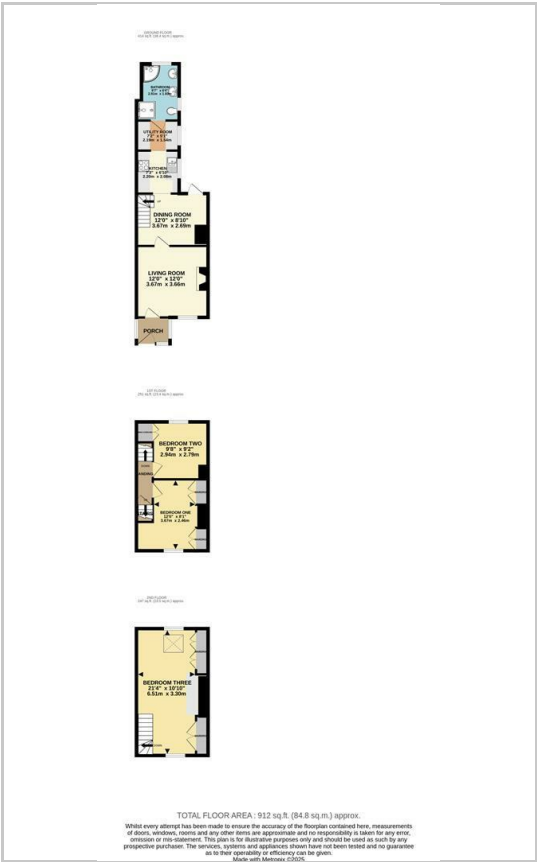 GROUND FLOOR
BATHROOM
UTILITY ROOM
KITCHEN
UP
DINING ROOM
12'0" x 8'10"
3.67m x 2.69m
LIVING ROOM
12'0" x 12'0"
3.67m x 3.66m
PORCH
1ST FLOOR
BEDROOM TWO
9'8" x 9'2"
2.94m x 2.79m
LANDING
BEDROOM ONE
3.67m x 2.46m
2ND FLOOR
BEDROOM THREE
21'4" x 10'10"
6.51m x 3.30m
TOTAL FLOOR AREA : 912 sq.ft. (84.8 sq.m.) approx.
Whilst every attempt has been made to ensure the accuracy of the floorplan contained here, measurements
of doors, windows, rooms and any other items are approximate and no responsibility is taken for any error,
omission or mis-statement. This plan is for illustrative purposes only and should be used as such by any
prospective purchaser. The services, systems and appliances shown have not been tested and no guarantee
as to their operability or efficiency can be given.
Made with Metropix ©2025